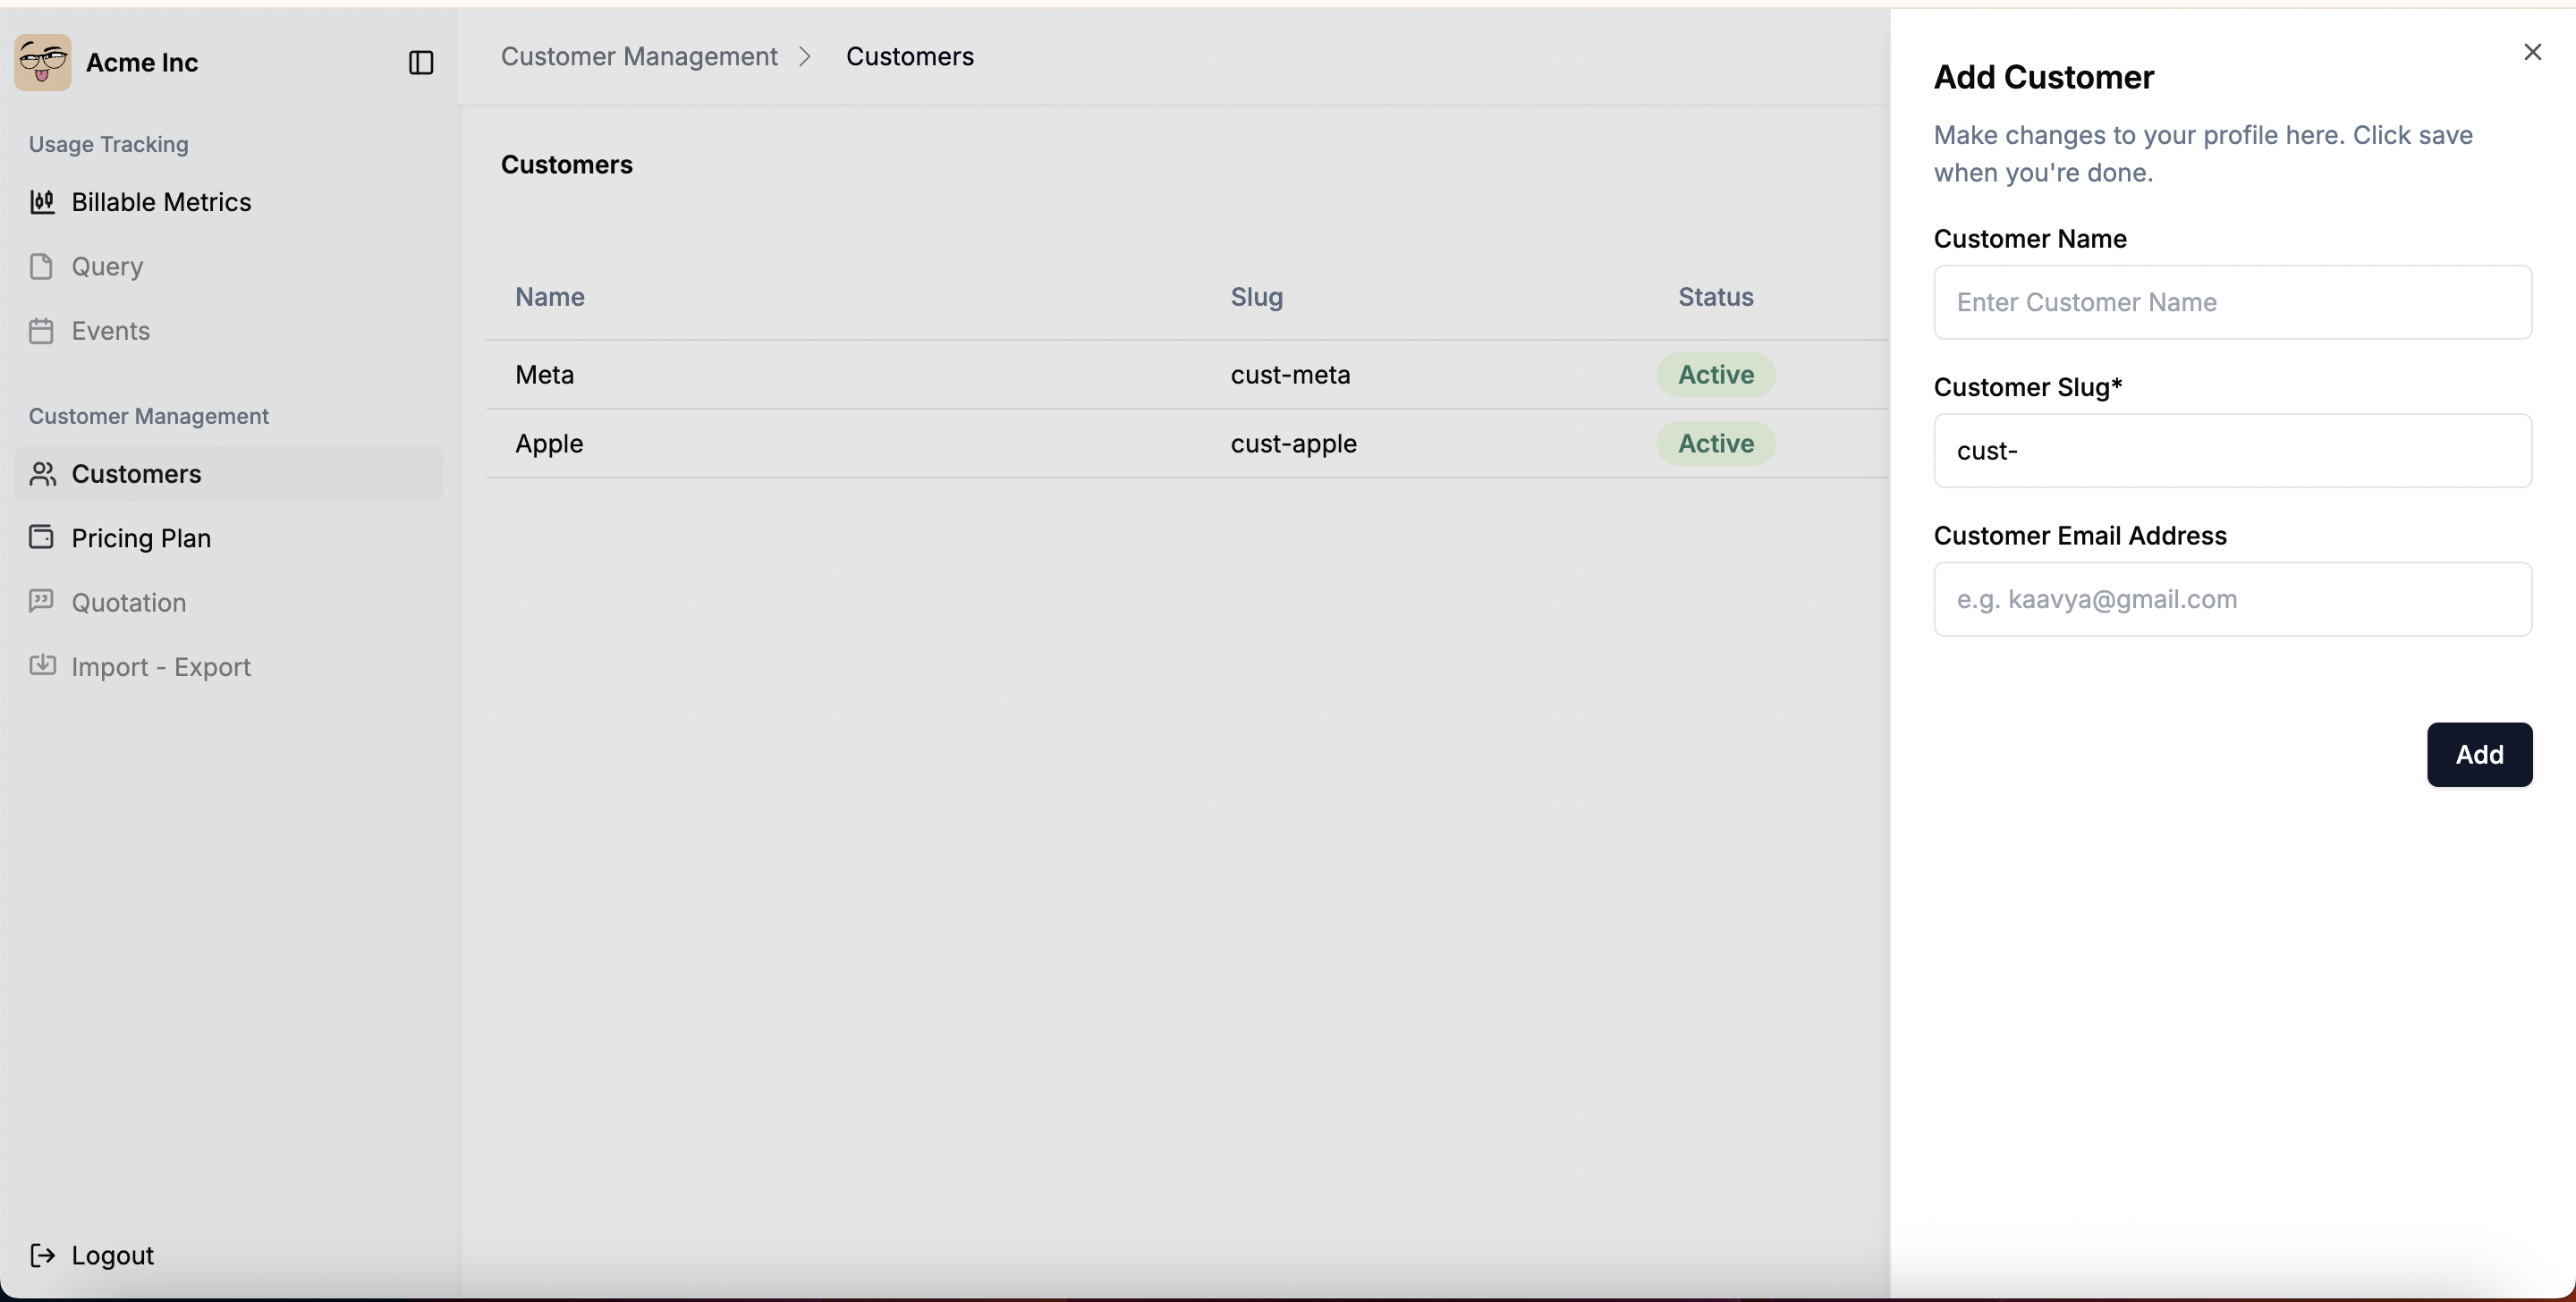 Acme Inc
Usage Tracking
Billable Metrics
Query
Events
Customer Management
Customers
Pricing Plan
Quotation
Import - Export
Logout
Customer Management > Customers
Customers
Name Slug Status
Meta cust-meta Active
Apple cust-apple Active
Add Customer
Make changes to your profile here. Click save
when you're done.
Customer Name
Enter Customer Name
Customer Slug*
cust-
Customer Email Address
e.g. kaavya@gmail.com
Add